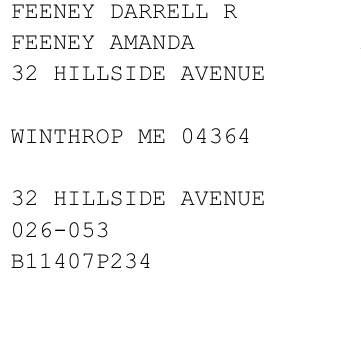 FEENEY DARRELL R
FEENEY AMANDA
32 HILLSIDE AVENUE
WINTHROP ME 04364
32 HILLSIDE AVENUE
026-053
B11407P234